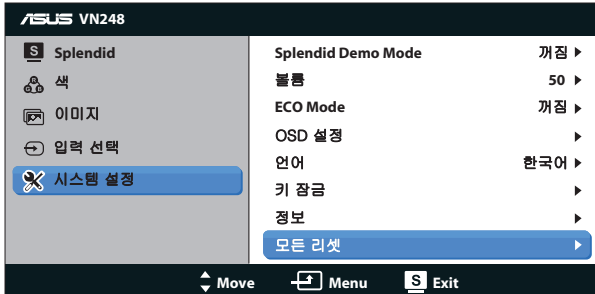 ASUS VN248
S Splendid
색
이미지
입력 선택
시스템 설정
Splendid Demo Mode 꺼짐
볼륨 50
ECO Mode 꺼짐
OSD 설정
언어 한국어
키 잠금
정보
모든 리셋
Move Menu S Exit